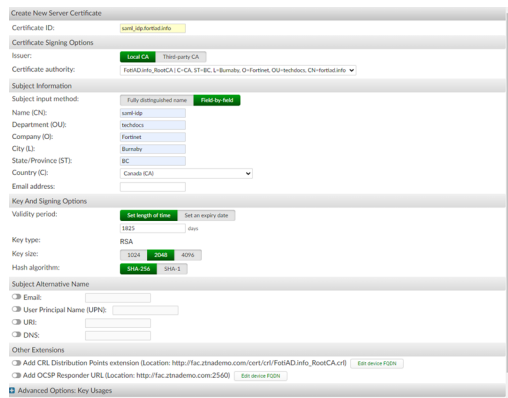 Create New Server Certificate
Certificate ID: saml_idp.fortiad.info
Certificate Signing Options
Issuer: Local CA Third-party CA
Certificate authority: FotiAD.info_RootCA | C=CA, ST=BC, L=Burnaby, O=Fortinet, OU=techdocs, CN=fortiad.info
Subject Information
Subject input method: Fully distinguished name Field-by-field
Name (CN): saml-idp
Department (OU): techdocs
Company (O): Fortinet
City (L): Burnaby
State/Province (ST): BC
Country (C): Canada (CA)
Email address:
Key And Signing Options
Validity period: Set length of time Set an expiry date
1825 days
Key type: RSA
Key size: 1024 2048 4096
Hash algorithm: SHA-256 SHA-1
Subject Alternative Name
Email:
User Principal Name (UPN):
URI:
DNS:
Other Extensions
Add CRL Distribution Points extension (Location: http://fac.ztnademo.com/cert/crl/FotiAD.info_RootCA.crl) Edit device FQDN
Add OCSP Responder URL (Location: http://fac.ztnademo.com:2560) Edit device FQDN
Advanced Options: Key Usages